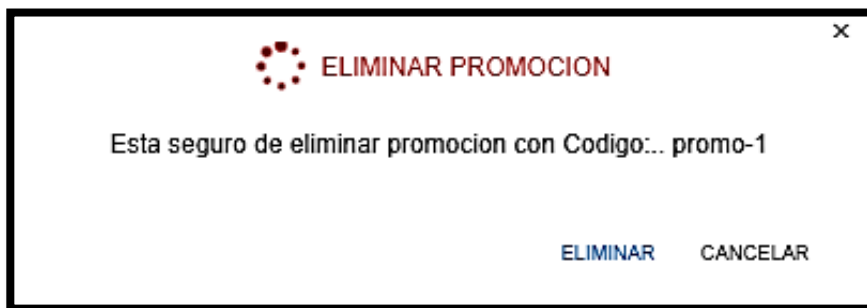 ×
ELIMINAR PROMOCION
Esta seguro de eliminar promocion con Codigo:.. promo-1
ELIMINAR CANCELAR